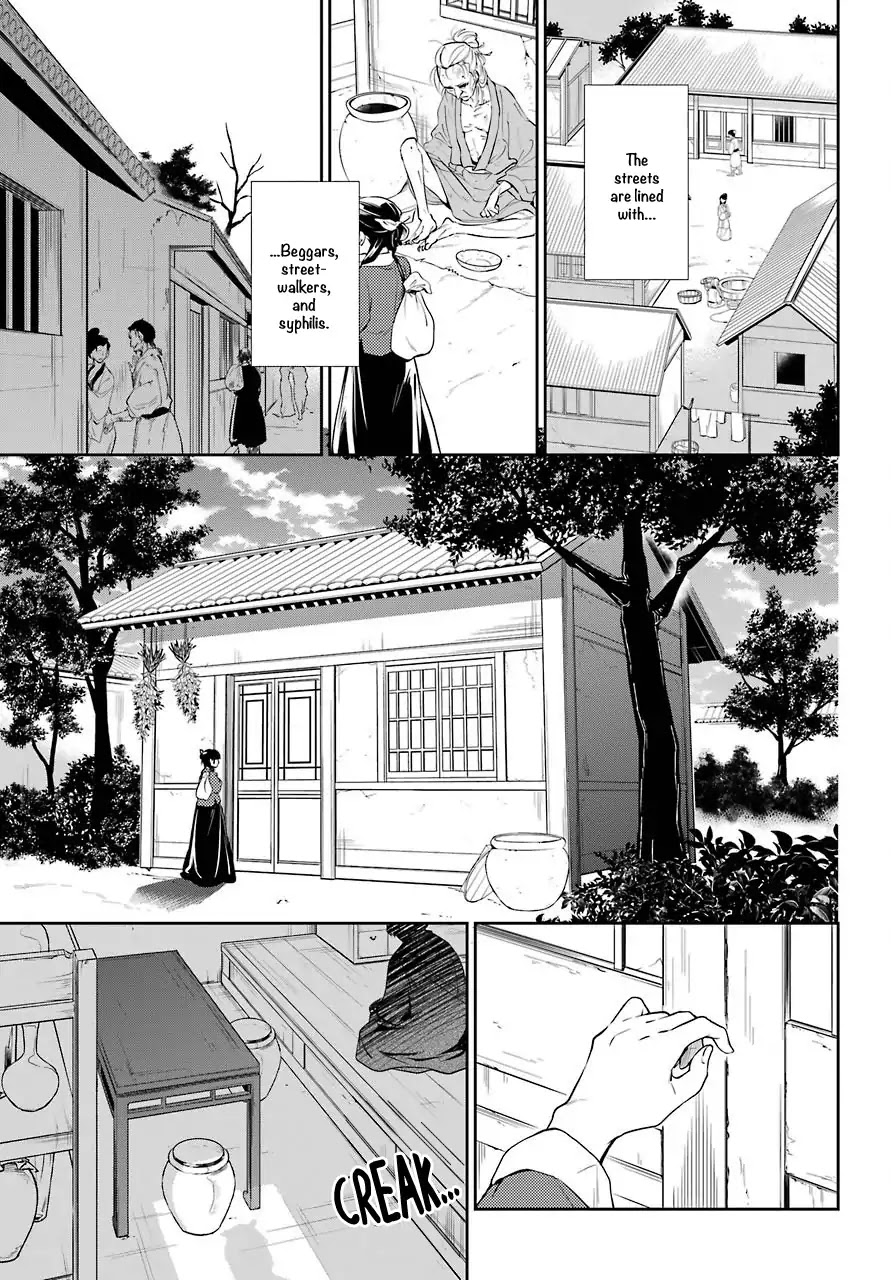 The
streets
are lined
with...
...Beggars,
street-
walkers,
and
syphilis.
CREAK...